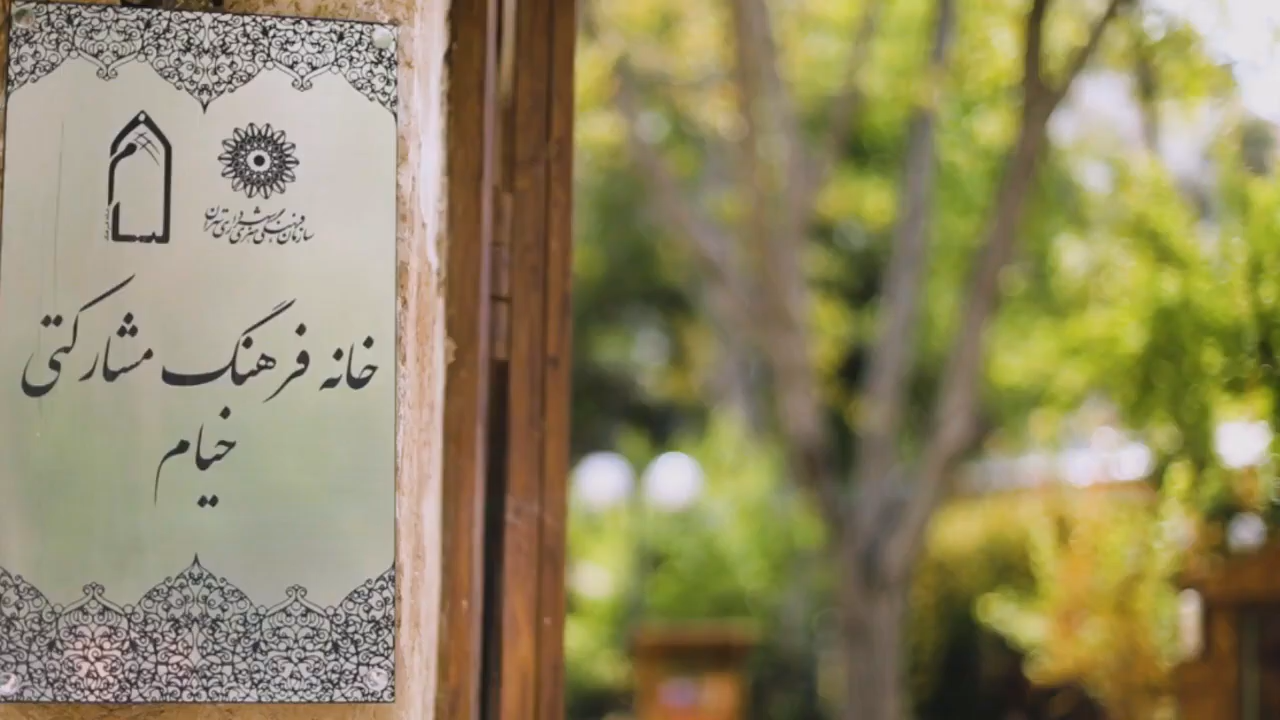 سازمان فرهنگی هنری شهرداری تهران
خانه فرهنگ مشارکتی
خیام